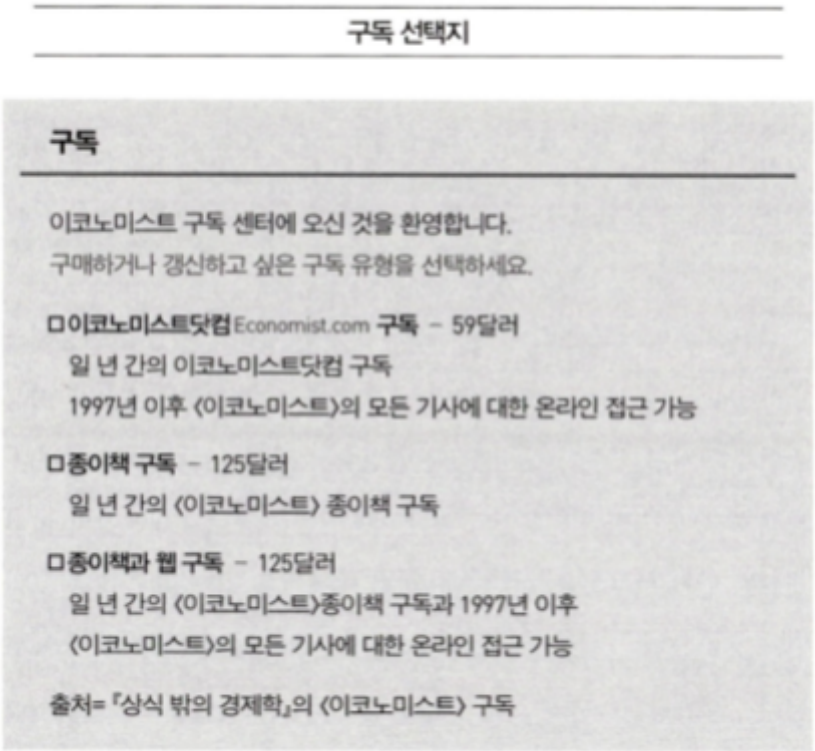 구독 선택지
구독
이코노미스트 구독 센터에 오신 것을 환영합니다.
구매하거나 갱신하고 싶은 구독 유형을 선택하세요.
□이코노미스트닷컴Economist.com 구독 - 59달러
일 년 간의 이코노미스트닷컴 구독
1997년 이후 〈이코노미스트〉의 모든 기사에 대한 온라인 접근 가능
□종이책 구독 - 125달러
일 년 간의 〈이코노미스트〉 종이책 구독
□종이책과 웹 구독 - 125달러
일 년 간의 〈이코노미스트〉종이책 구독과 1997년 이후
〈이코노미스트〉의 모든 기사에 대한 온라인 접근 가능
출처=『상식 밖의 경제학』의 〈이코노미스트〉 구독